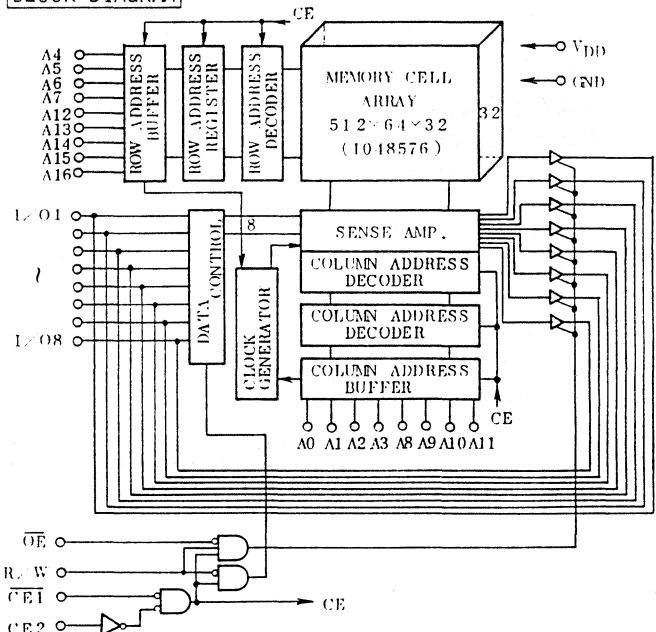 BLOCK DIAGRAM
CE
A4
A5
A6
A7
A12
A13
A14
A15
A16
ROW ADDRESS BUFFER
ROW ADDRESS REGISTER
ROW ADDRESS DECODER
MEMORY CELL
ARRAY
512×64×32
(1048576)
32
VDD
GND
I/O1
~
I/O8
DATA CONTROL
8
CLOCK GENERATOR
SENSE AMP.
COLUMN ADDRESS
DECODER
COLUMN ADDRESS
DECODER
COLUMN ADDRESS
BUFFER
CE
A0 A1 A2 A3 A8 A9 A10 A11
OE
R/W
CE1
CE
CE2